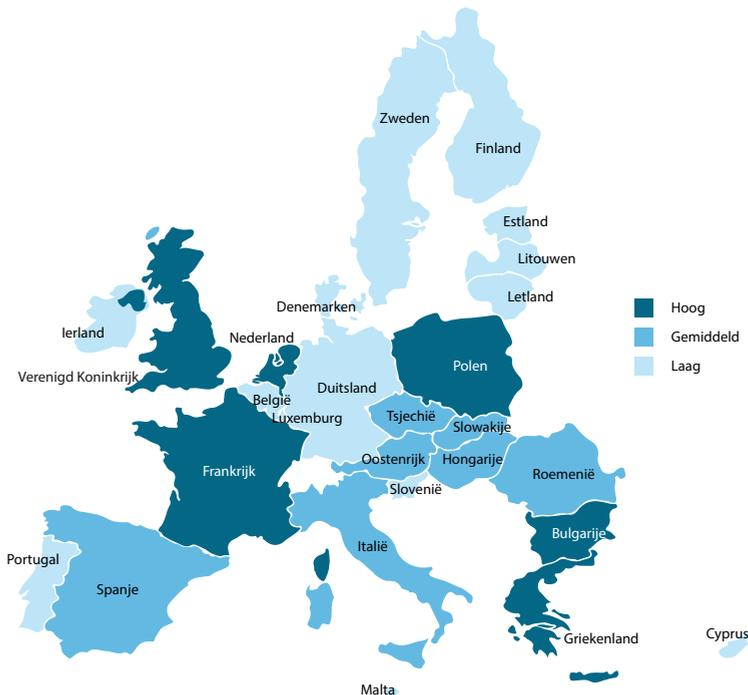 Zweden
Finland
Estland
Litouwen
Letland
Denemarken
Hoog
Gemiddeld
Laag
Ierland
Nederland
Verenigd Koninkrijk
Polen
Duitsland
België
Luxemburg
Tsjechië
Slowakije
Oostenrijk
Hongarije
Frankrijk
Roemenië
Slovenië
Bulgarije
Italië
Portugal
Spanje
Griekenland
Cyprus
Malta